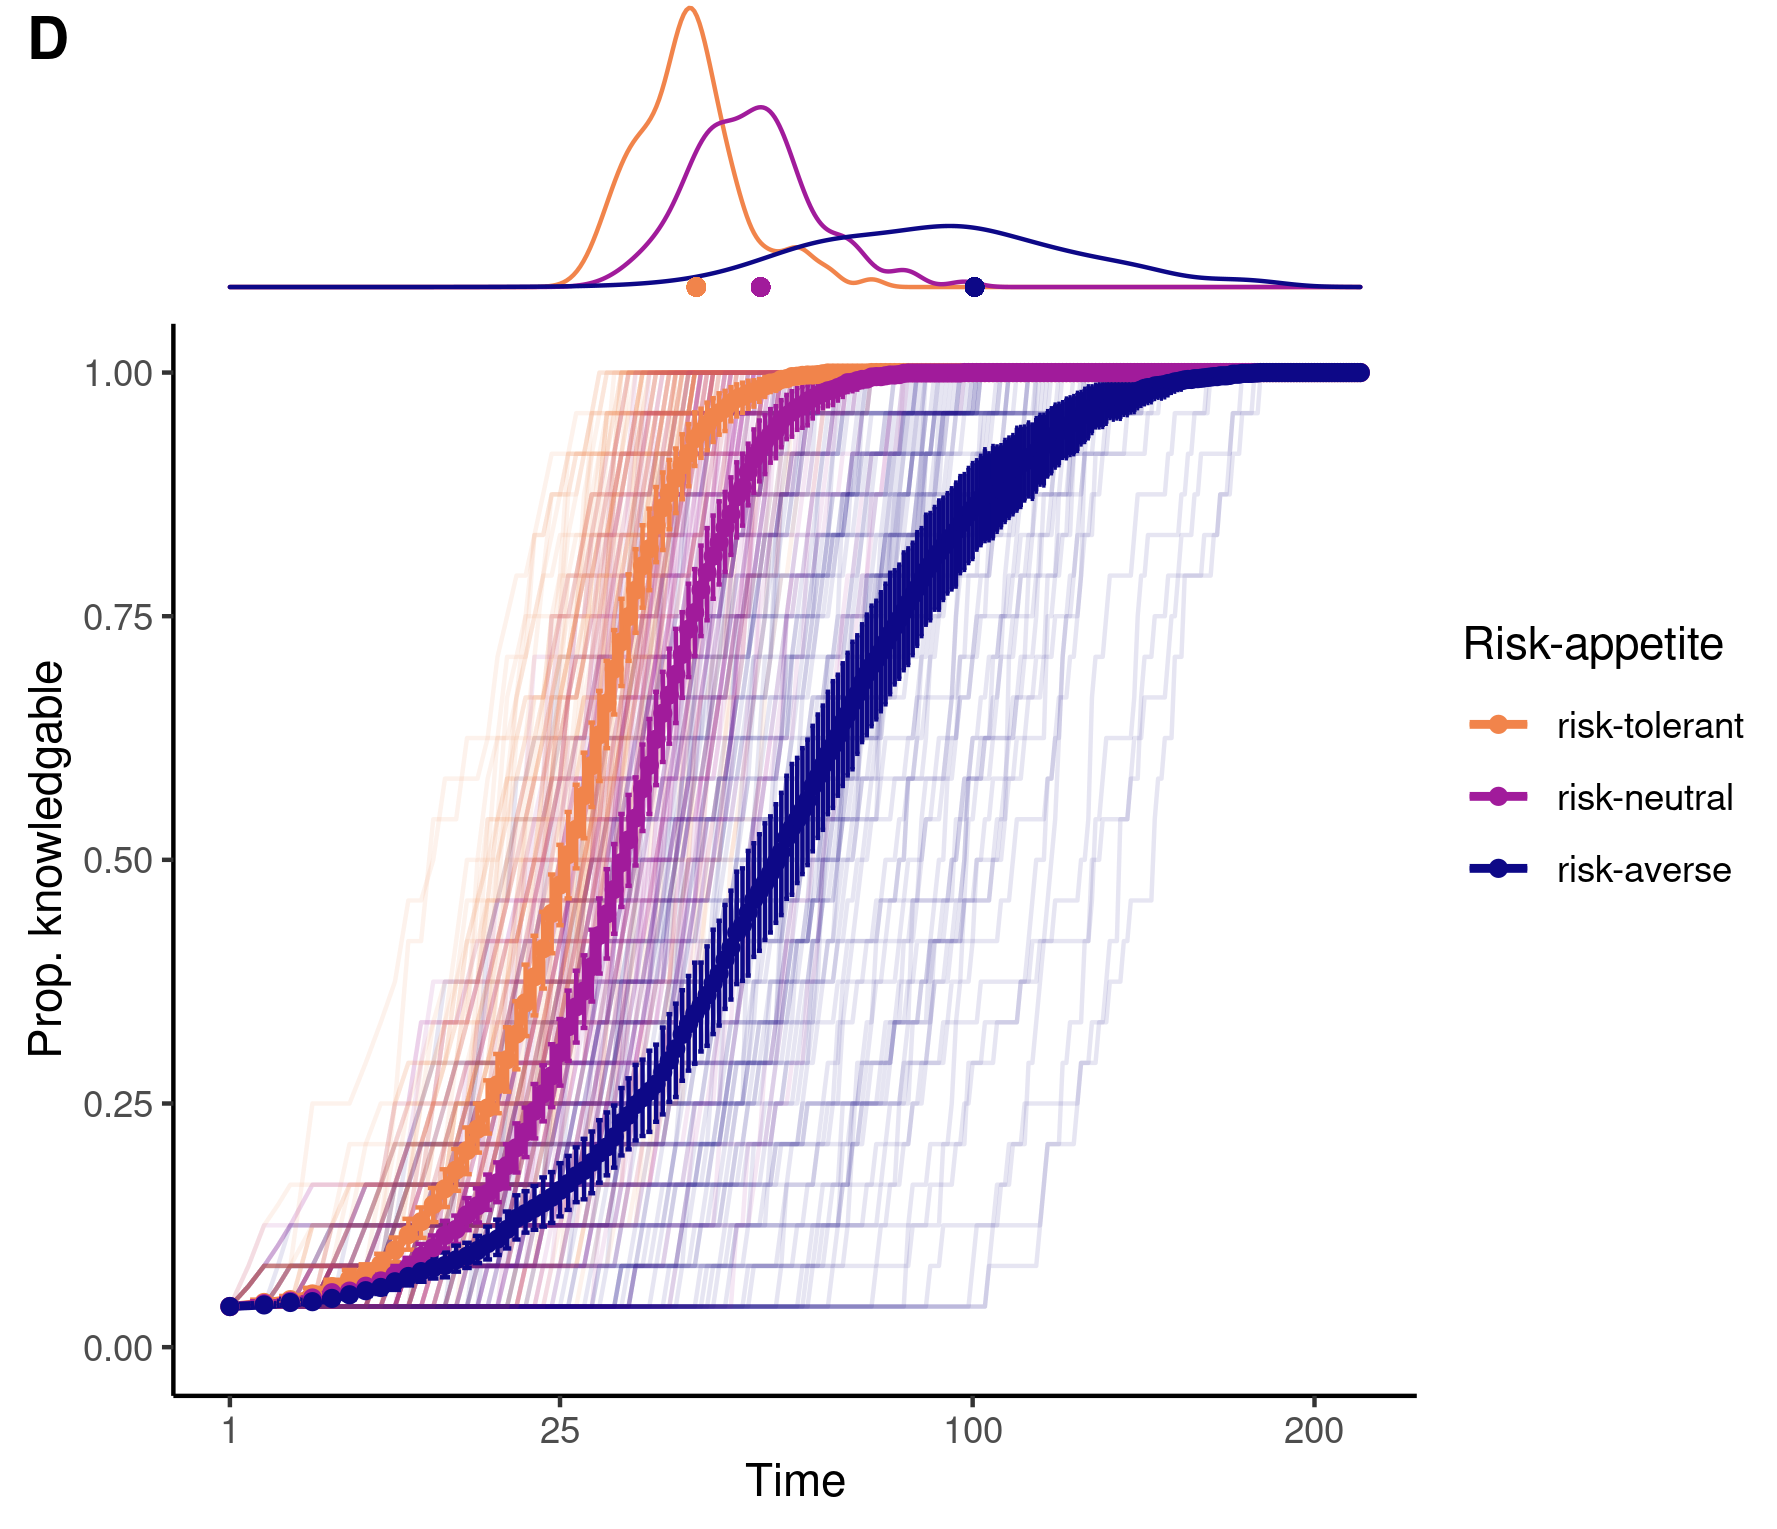 D
1.00
0.75
0.50
0.25
0.00
Prop. knowledgable
1 25 100 200
Time
Risk-appetite
risk-tolerant
risk-neutral
risk-averse